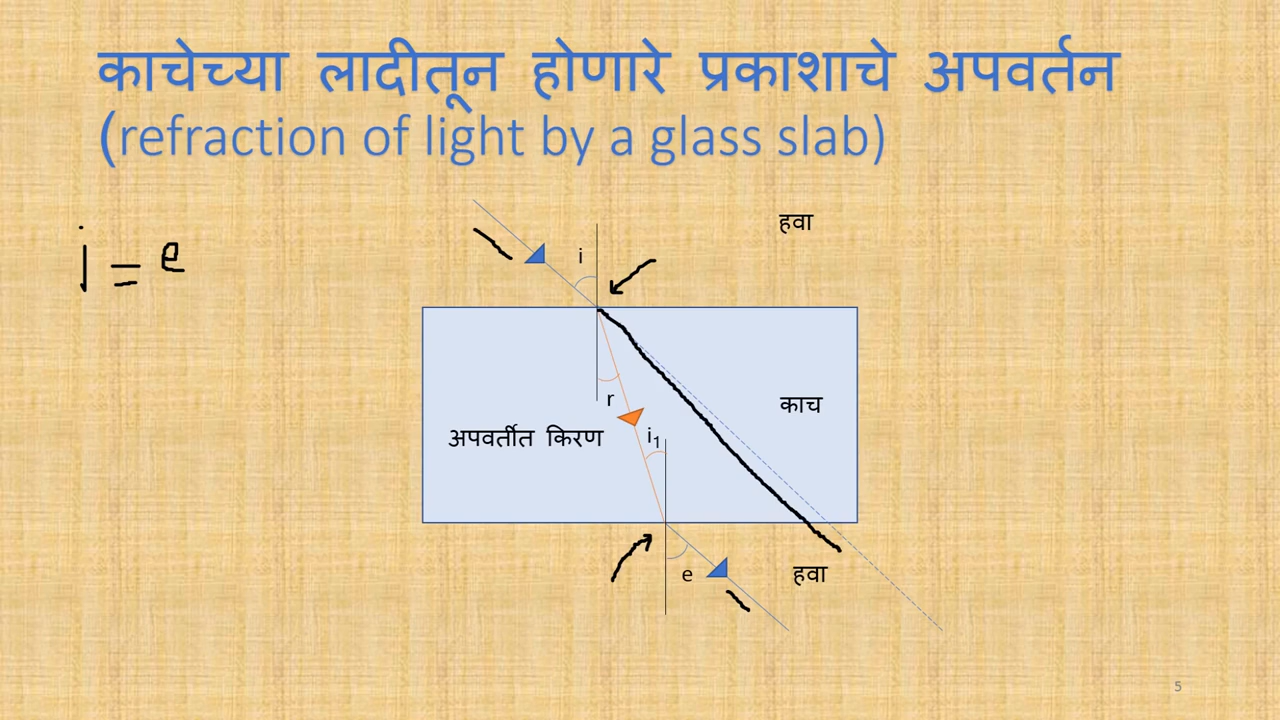 काचेच्या लादीतून होणारे प्रकाशाचे अपवर्तन
(refraction of light by a glass slab)
हवा
i = e
i
r
काच
अपवर्तीत किरण
i₁
e
हवा
5